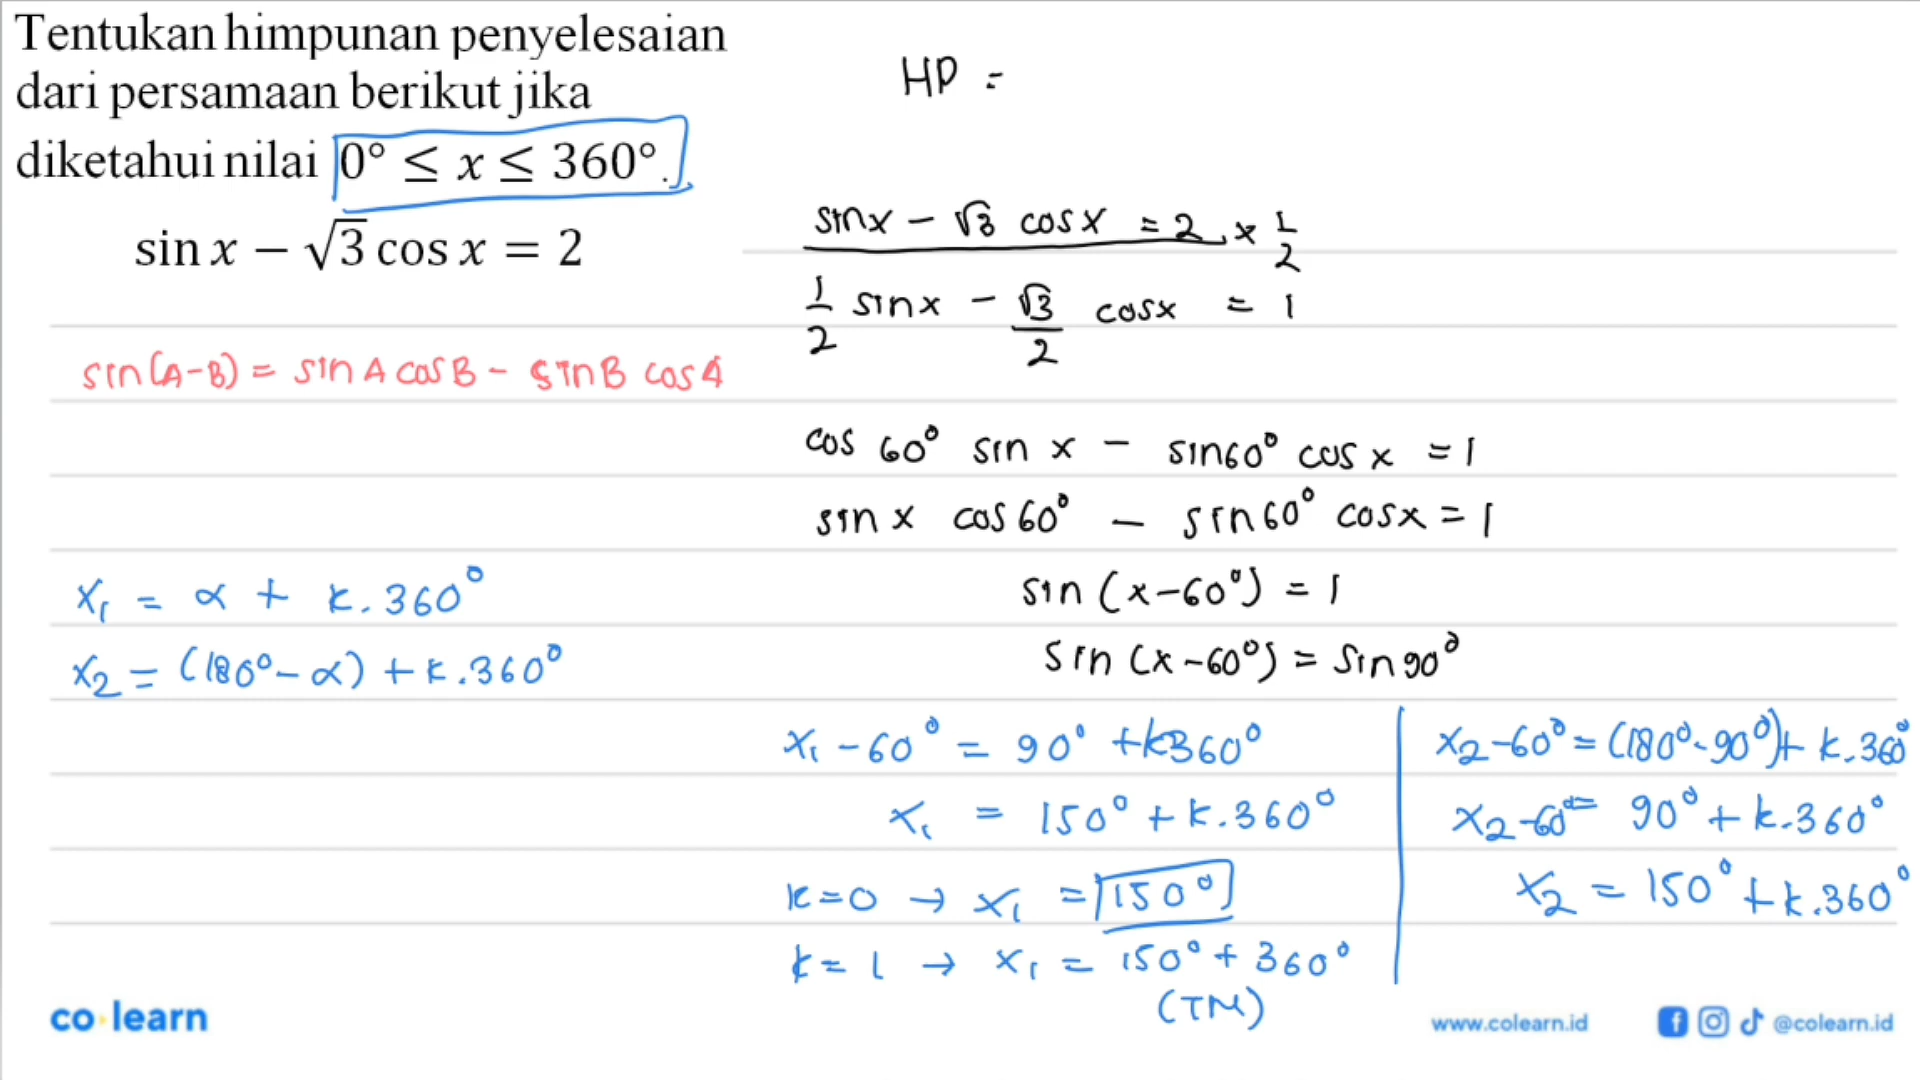 Tentukan himpunan penyelesaian
dari persamaan berikut jika
diketahui nilai 0° ≤ x ≤ 360°.
sin x − √3 cos x = 2
sin(A-B) = sin A cos B - sin B cos A
x₁ = α + k.360°
x₂ = (180° - α) + k.360°
HP =
sin x - √3 cos x = 2 × 1/2
1/2 sin x - √3/2 cos x = 1
cos 60° sin x - sin 60° cos x = 1
sin x cos 60° - sin 60° cos x = 1
sin (x-60°) = 1
sin (x-60°) = sin 90°
x₁ - 60° = 90° + k360°
x₁ = 150° + k.360°
k=0 → x₁ = 150°
k=1 → x₁ = 150° + 360°
(TM)
x₂-60° = (180°-90°) + k.360°
x₂-60° = 90° + k.360°
x₂ = 150° + k.360°
co learn
www.colearn.id
@colearn.id